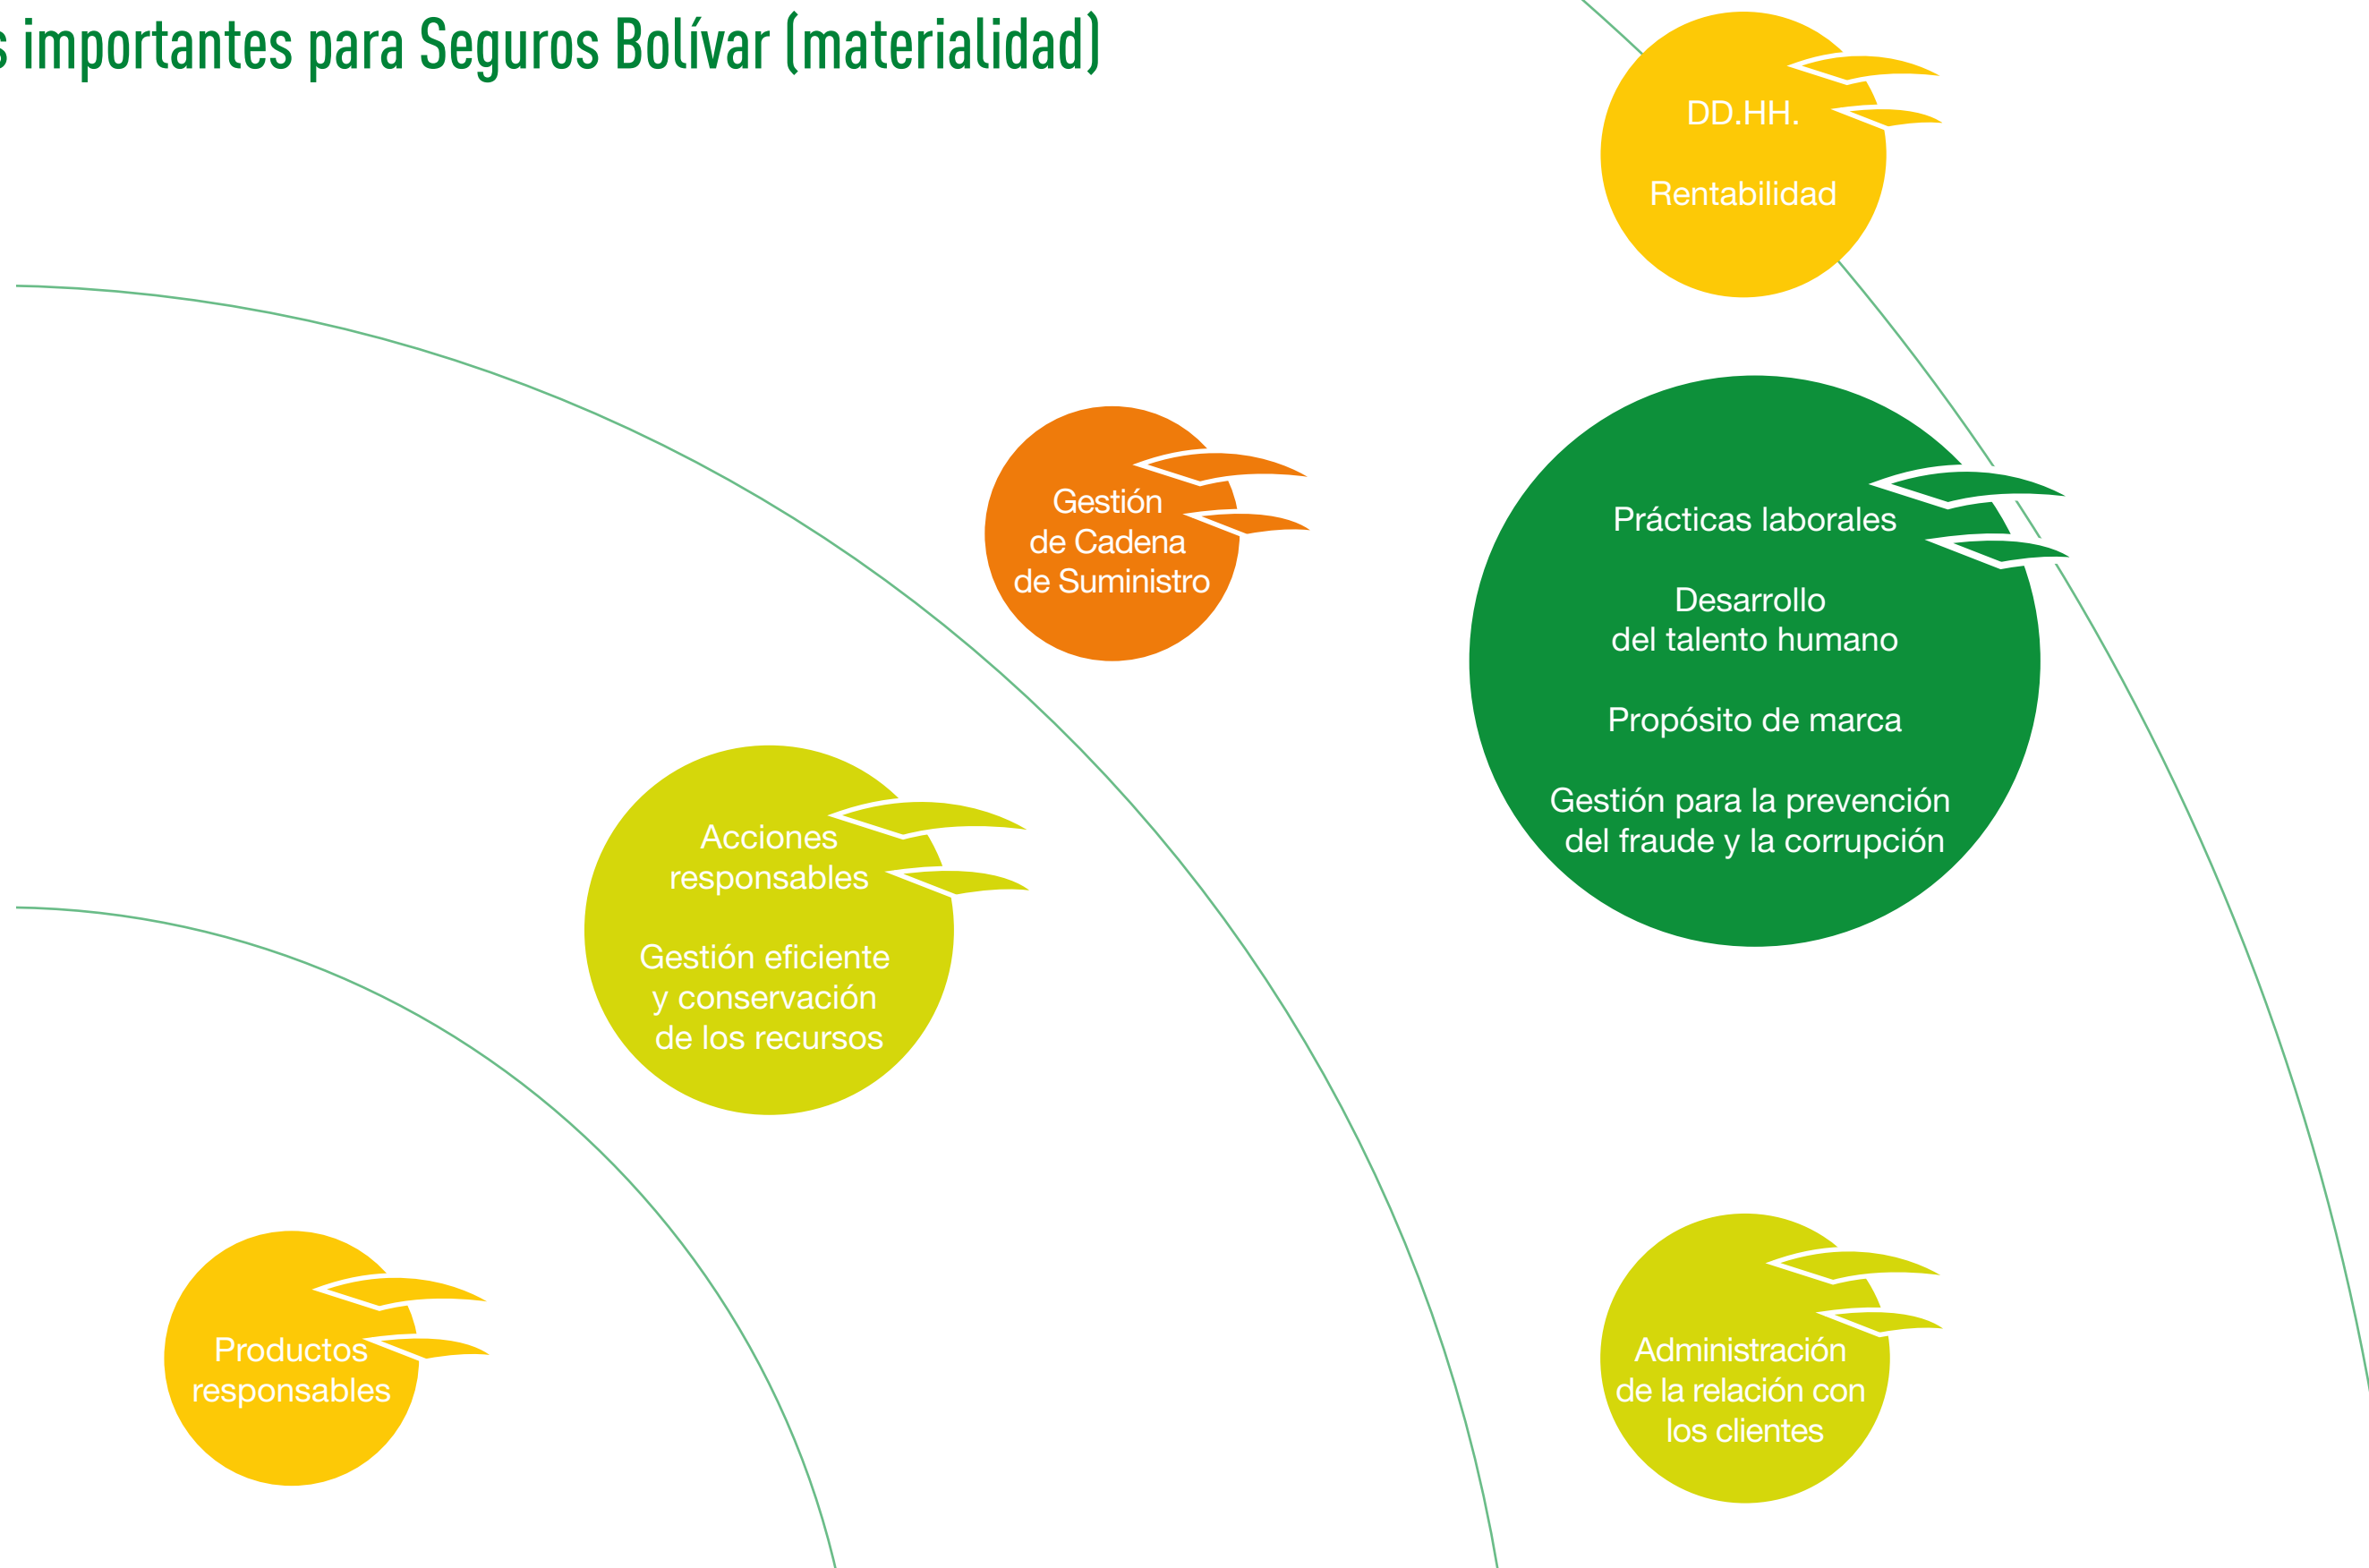 s importantes para Seguros Bolívar (materialidad)
DD.HH.
Rentabilidad
Gestión
de Cadena
de Suministro
Prácticas laborales
Desarrollo
del talento humano
Propósito de marca
Gestión para la prevención
del fraude y la corrupción
Acciones
responsables
Gestión eficiente
y conservación
de los recursos
Productos
responsables
Administración
de la relación con
los clientes